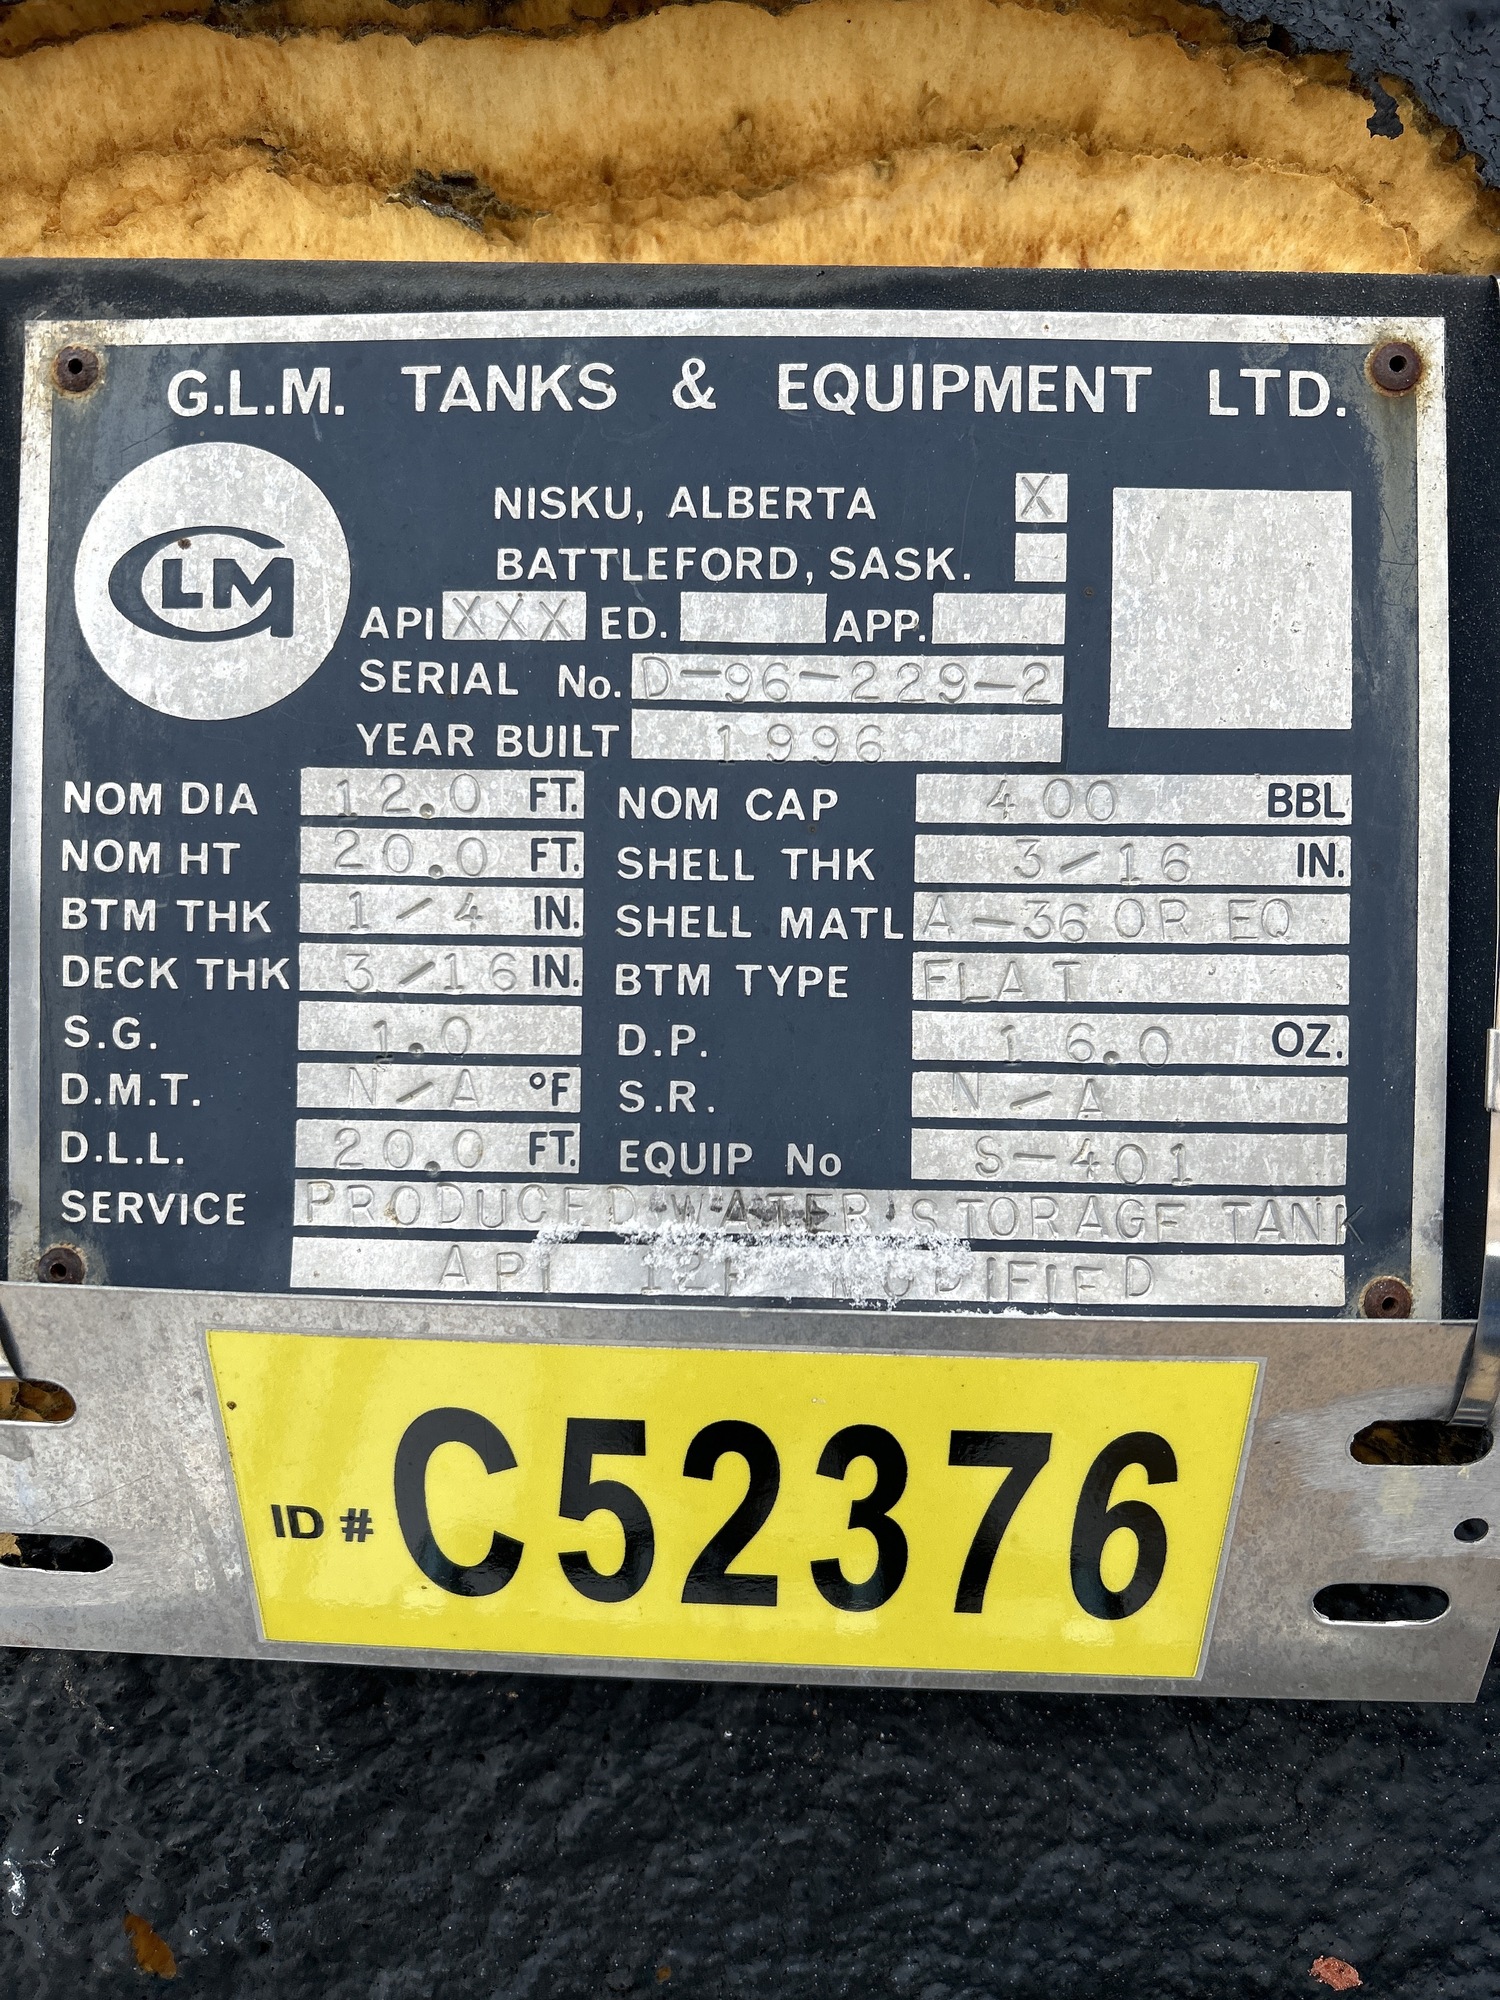 G.L.M. TANKS & EQUIPMENT LTD.
GLM
NISKU, ALBERTA X
BATTLEFORD, SASK.
API XXX ED. APP.
SERIAL No. D-96-229-2
YEAR BUILT 1996
NOM DIA 12.0 FT. NOM CAP 400 BBL
NOM HT 20.0 FT. SHELL THK 3/16 IN.
BTM THK 1/4 IN. SHELL MATL A-36 OR EQ
DECK THK 3/16 IN. BTM TYPE FLAT
S.G. 1.0 D.P. 16.0 OZ.
D.M.T. N/A °F S.R. N/A
D.L.L. 20.0 FT. EQUIP No S-401
SERVICE PRODUCED WATER STORAGE TANK
API MODIFIED
ID # C52376